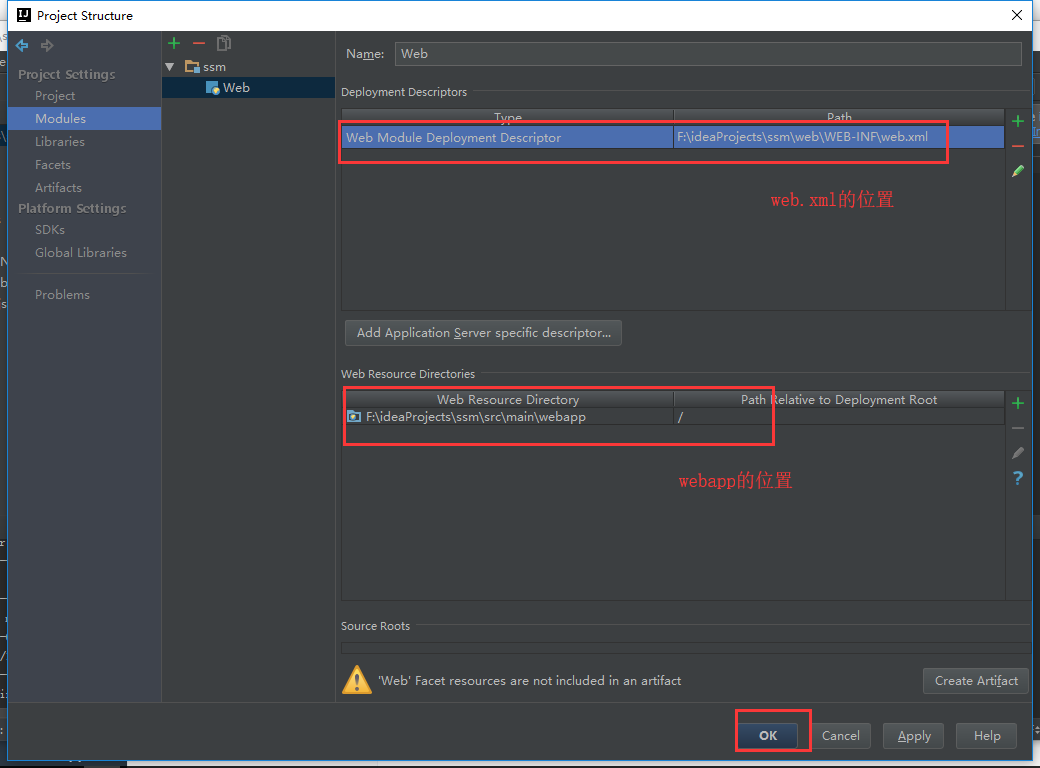 Project Structure
Project Settings
Project
Modules
Libraries
Facets
Artifacts
Platform Settings
SDKs
Global Libraries
Problems
ssm
Web
Name: Web
Deployment Descriptors
Type Path
Web Module Deployment Descriptor F:\ideaProjects\ssm\web\WEB-INF\web.xml
web.xml的位置
Add Application Server specific descriptor...
Web Resource Directories
Web Resource Directory Path Relative to Deployment Root
F:\ideaProjects\ssm\src\main\webapp /
webapp的位置
Source Roots
'Web' Facet resources are not included in an artifact
Create Artifact
OK Cancel Apply Help